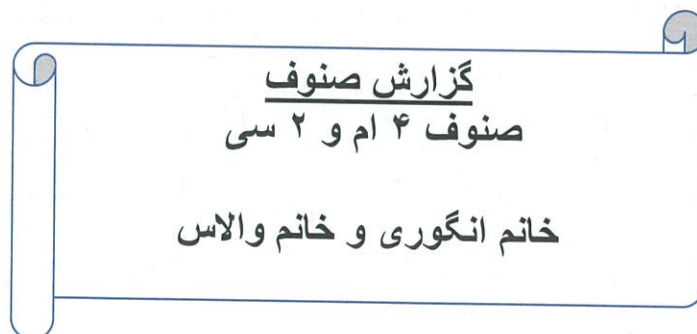 گزارش صنوف
صنوف ۴ ام و ۲ سی
خانم انگوری و خانم والاس